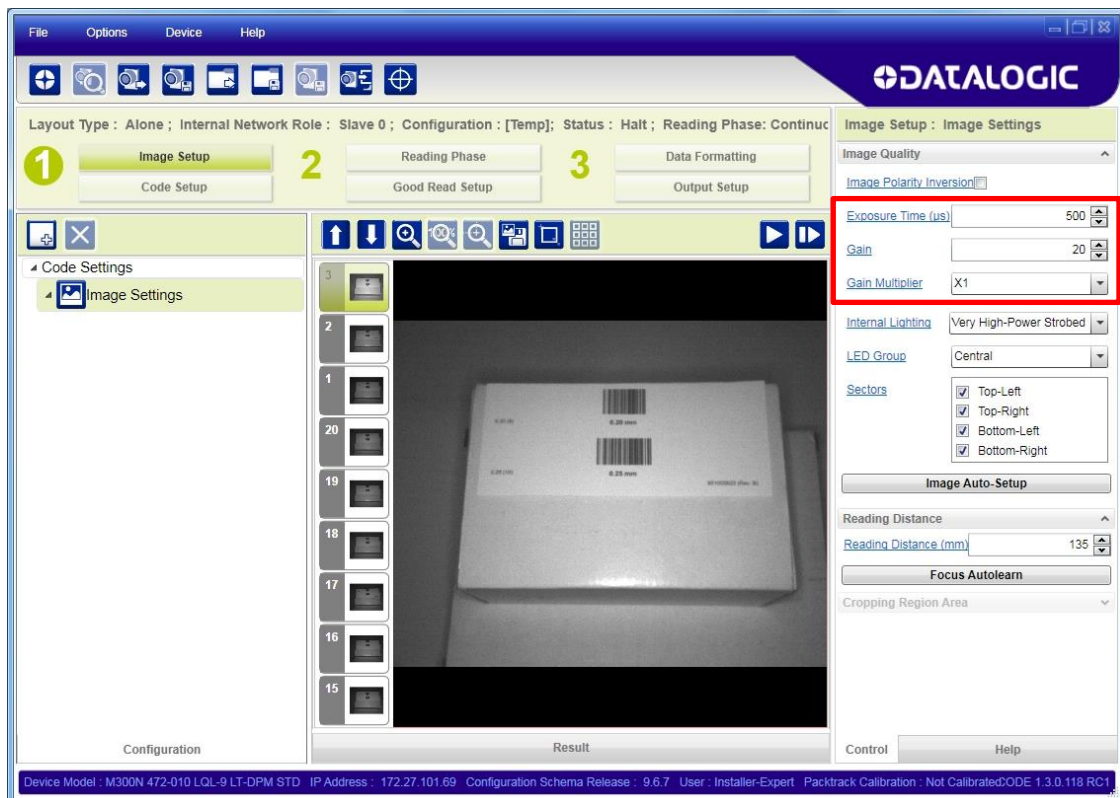 File Options Device Help
DATALOGIC
Layout Type : Alone ; Internal Network Role : Slave 0 ; Configuration : [Temp]; Status : Halt ; Reading Phase: Continuc
1 Image Setup 2 Reading Phase 3 Data Formatting
Code Setup Good Read Setup Output Setup
Code Settings
Image Settings
3
2
1
20
19
18
17
16
15
0.20 mm
0.25 mm
Configuration
Result
Image Setup : Image Settings
Image Quality
Image Polarity Inversion
Exposure Time (µs) 500
Gain 20
Gain Multiplier X1
Internal Lighting Very High-Power Strobed
LED Group Central
Sectors Top-Left
Top-Right
Bottom-Left
Bottom-Right
Image Auto-Setup
Reading Distance
Reading Distance (mm) 135
Focus Autolearn
Cropping Region Area
Control Help
Device Model : M300N 472-010 LQL-9 LT-DPM STD IP Address : 172.27.101.69 Configuration Schema Release : 9.6.7 User : Installer-Expert Packtrack Calibration : Not Calibrated CODE 1.3.0.118 RC1